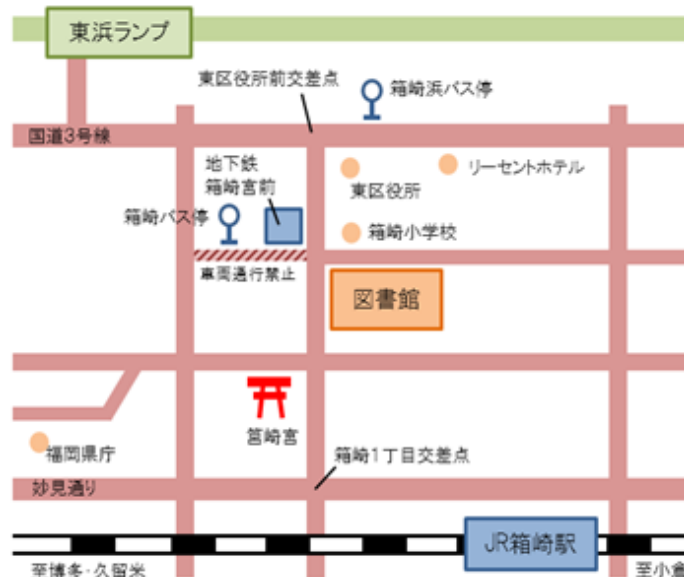 東浜ランプ
東区役所前交差点
箱崎浜バス停
国道3号線
地下鉄
箱崎宮前
リーセントホテル
東区役所
箱崎バス停
箱崎小学校
車両通行禁止
図書館
筥崎宮
福岡県庁
箱崎1丁目交差点
妙見通り
JR箱崎駅
至博多・久留米
至小倉